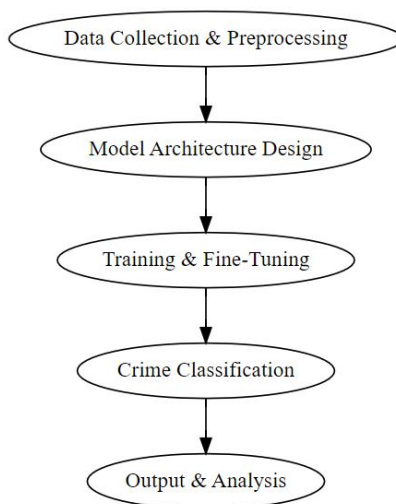 Data Collection & Preprocessing
Model Architecture Design
Training & Fine-Tuning
Crime Classification
Output & Analysis